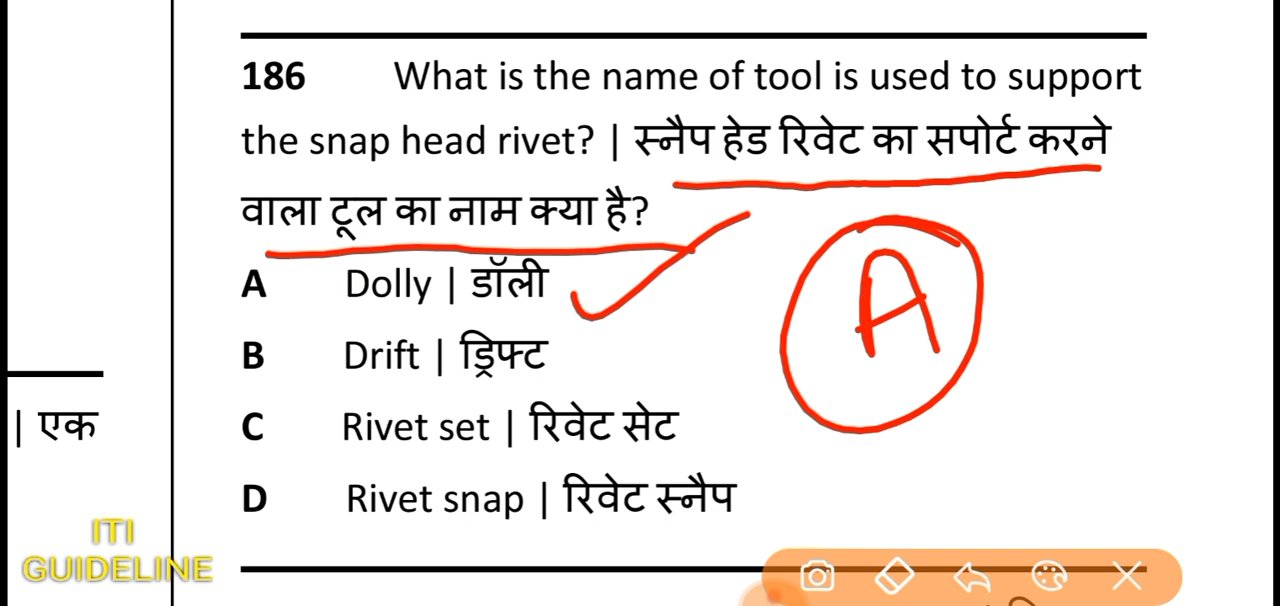 186 What is the name of tool is used to support
the snap head rivet? | स्नैप हेड रिवेट का सपोर्ट करने
वाला टूल का नाम क्या है?
A Dolly | डॉली
B Drift | ड्रिफ्ट
C Rivet set | रिवेट सेट
D Rivet snap | रिवेट स्नैप
A
| एक
ITI
GUIDELINE